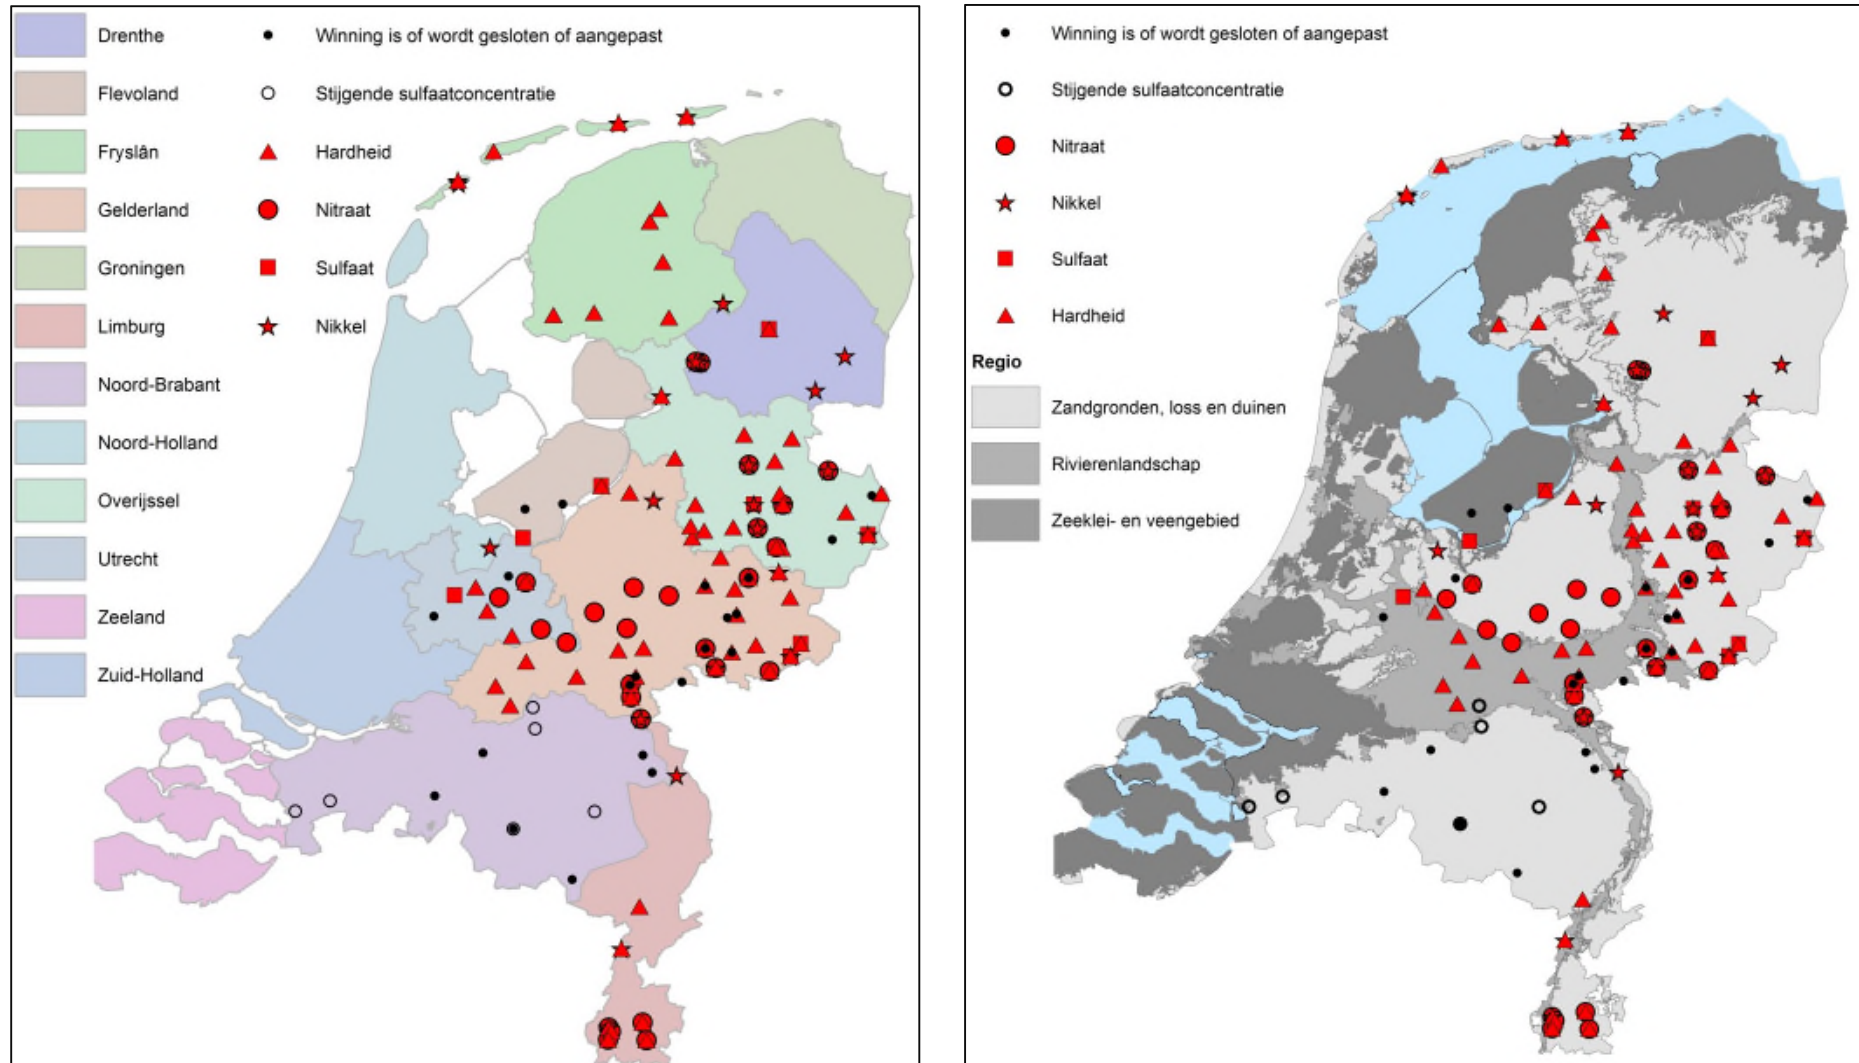 Drenthe
Flevoland
Fryslân
Gelderland
Groningen
Limburg
Noord-Brabant
Noord-Holland
Overijssel
Utrecht
Zeeland
Zuid-Holland
Winning is of wordt gesloten of aangepast
Stijgende sulfaatconcentratie
Hardheid
Nitraat
Sulfaat
Nikkel
Winning is of wordt gesloten of aangepast
Stijgende sulfaatconcentratie
Nitraat
Nikkel
Sulfaat
Hardheid
Regio
Zandgronden, loss en duinen
Rivierenlandschap
Zeeklei- en veengebied